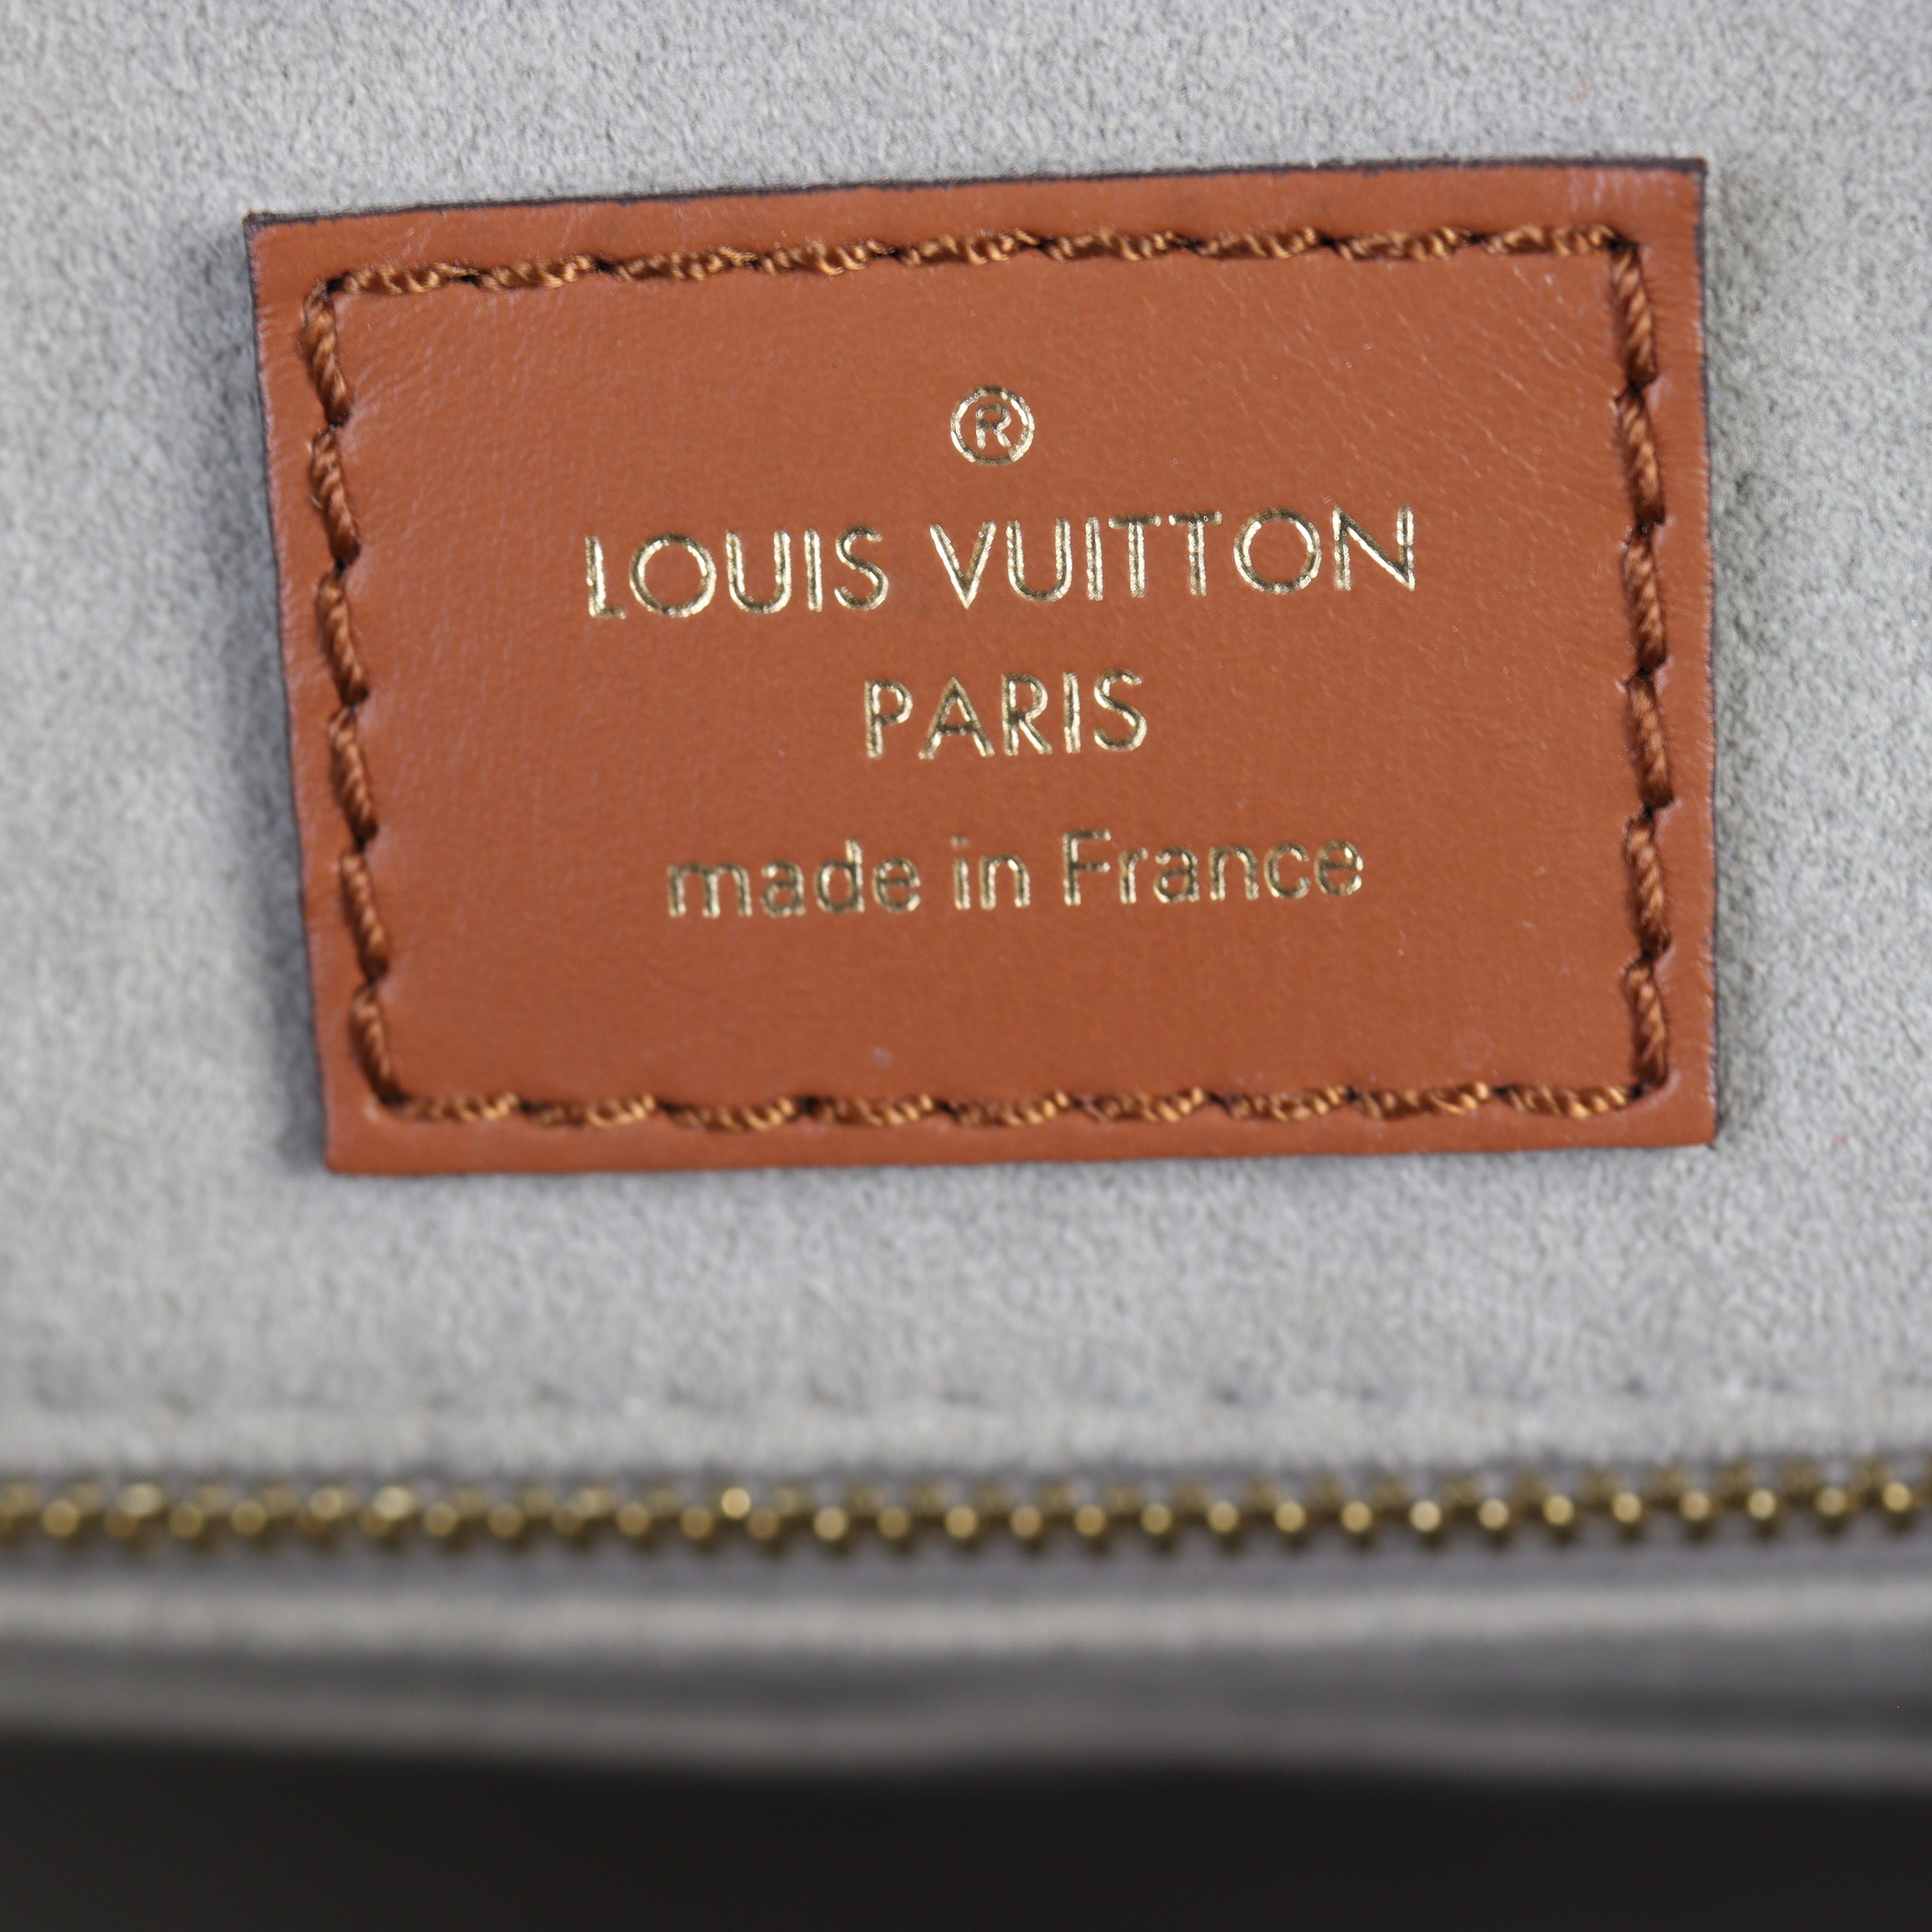 ®
LOUIS VUITTON
PARIS
made in France